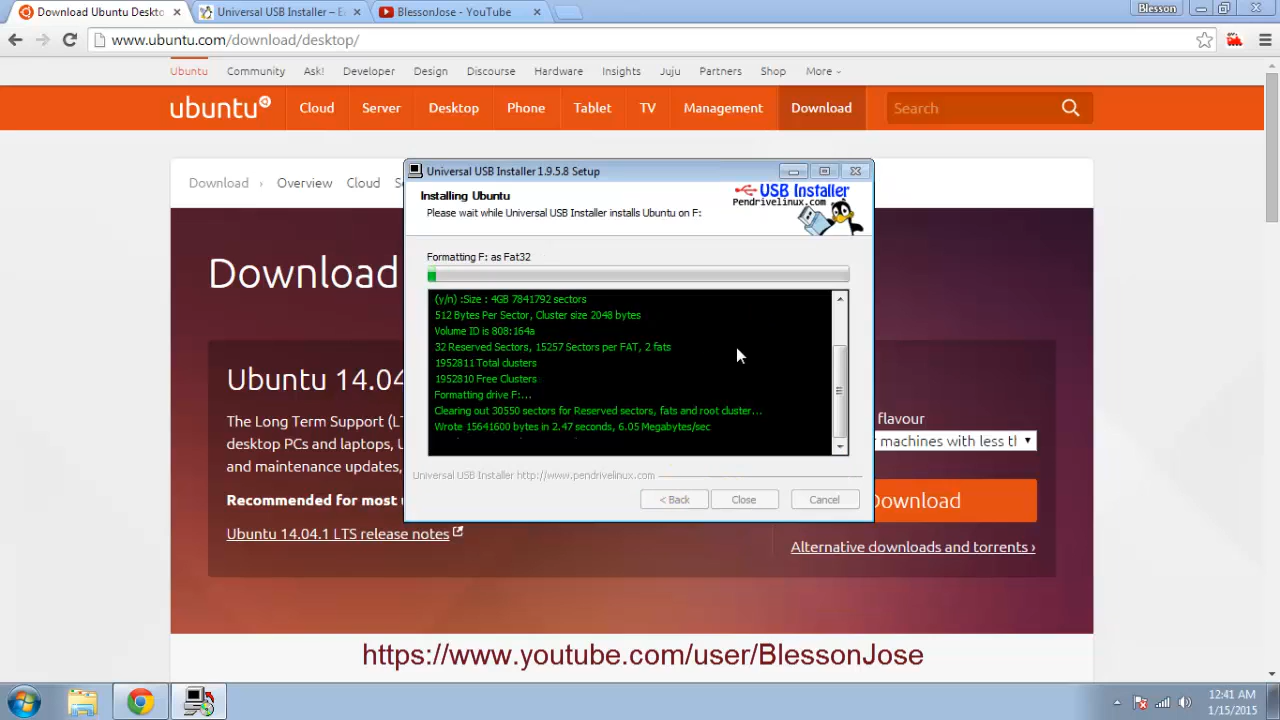 Download Ubuntu Deskto
Universal USB Installer – Ea
BlessonJose - YouTube
Blesson
www.ubuntu.com/download/desktop/
Ubuntu Community Ask! Developer Design Discourse Hardware Insights Juju Partners Shop More
ubuntu Cloud Server Desktop Phone Tablet TV Management Download Search
Download › Overview Cloud
Universal USB Installer 1.9.5.8 Setup
Installing Ubuntu
Please wait while Universal USB Installer installs Ubuntu on F:
USB Installer
Pendrivelinux.com
Formatting F: as Fat32
(y/n) :Size : 4GB 7841792 sectors
512 Bytes Per Sector, Cluster size 2048 bytes
Volume ID is 808:164a
32 Reserved Sectors, 15257 Sectors per FAT, 2 fats
1952811 Total clusters
1952810 Free Clusters
Formatting drive F:...
Clearing out 30550 sectors for Reserved sectors, fats and root cluster...
Wrote 15641600 bytes in 2.47 seconds, 6.05 Megabytes/sec
Universal USB Installer http://www.pendrivelinux.com
< Back Close Cancel
Download
Ubuntu 14.04
The Long Term Support (LT
desktop PCs and laptops, U
and maintenance updates,
Recommended for most u
Ubuntu 14.04.1 LTS release notes
flavour
machines with less th
Download
Alternative downloads and torrents ›
https://www.youtube.com/user/BlessonJose
12:41 AM
1/15/2015